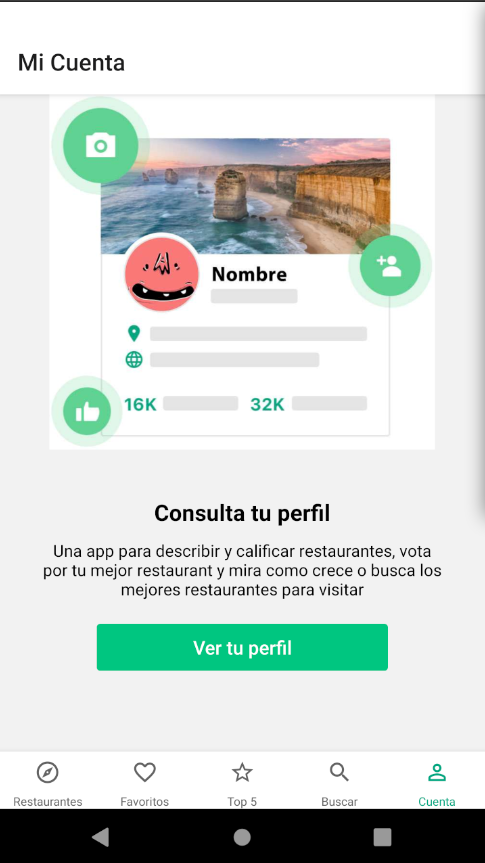 Mi Cuenta
Nombre
16K
32K
Consulta tu perfil
Una app para describir y calificar restaurantes, vota
por tu mejor restaurant y mira como crece o busca los
mejores restaurantes para visitar
Ver tu perfil
Restaurantes
Favoritos
Top 5
Buscar
Cuenta